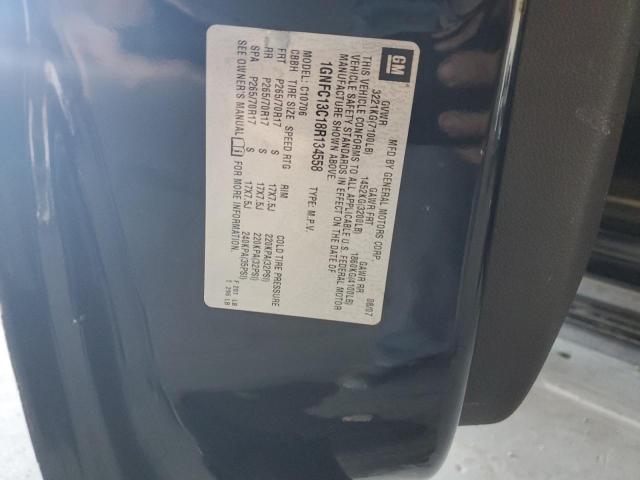 GM
MFD BY GENERAL MOTORS CORP. 08/07
GVWR GAWR FRT GAWR RR
3221KG(7100LB) 1452KG(3200LB) 1860KG(4100LB)
THIS VEHICLE CONFORMS TO ALL APPLICABLE U.S. FEDERAL MOTOR
VEHICLE SAFETY STANDARDS IN EFFECT ON THE DATE OF
MANUFACTURE SHOWN ABOVE.
1GNFC13C18R134558 TYPE: M.P.V.
MODEL: C10706
CBBH TIRE SIZE SPEED RTG RIM COLD TIRE PRESSURE
FRT P265/70R17 S 17X7.5J 220KPA(32PSI)
RR P265/70R17 S 17X7.5J 220KPA(32PSI)
SPA P265/70R17 S 17X7.5J 240KPA(35PSI)
SEE OWNER'S MANUAL FOR MORE INFORMATION.